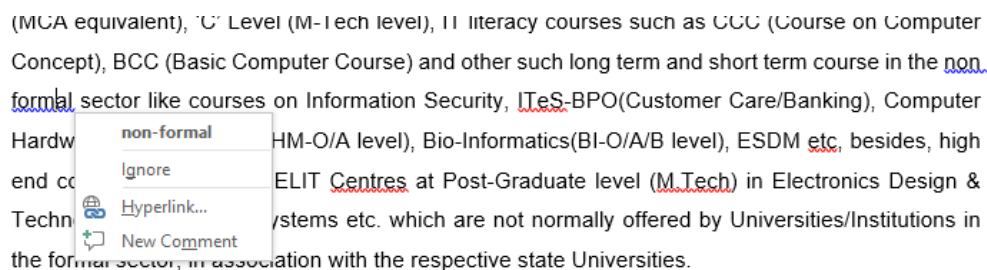 (MCA equivalent), 'C' Level (M-Tech level), IT literacy courses such as CCC (Course on Computer
Concept), BCC (Basic Computer Course) and other such long term and short term course in the non
formal sector like courses on Information Security, ITeS-BPO(Customer Care/Banking), Computer
Hardw HM-O/A level), Bio-Informatics(BI-O/A/B level), ESDM etc, besides, high
end co ELIT Centres at Post-Graduate level (M.Tech) in Electronics Design &
Techn ystems etc. which are not normally offered by Universities/Institutions in
the formal sector, in association with the respective state Universities.
non-formal
Ignore
Hyperlink...
New Comment